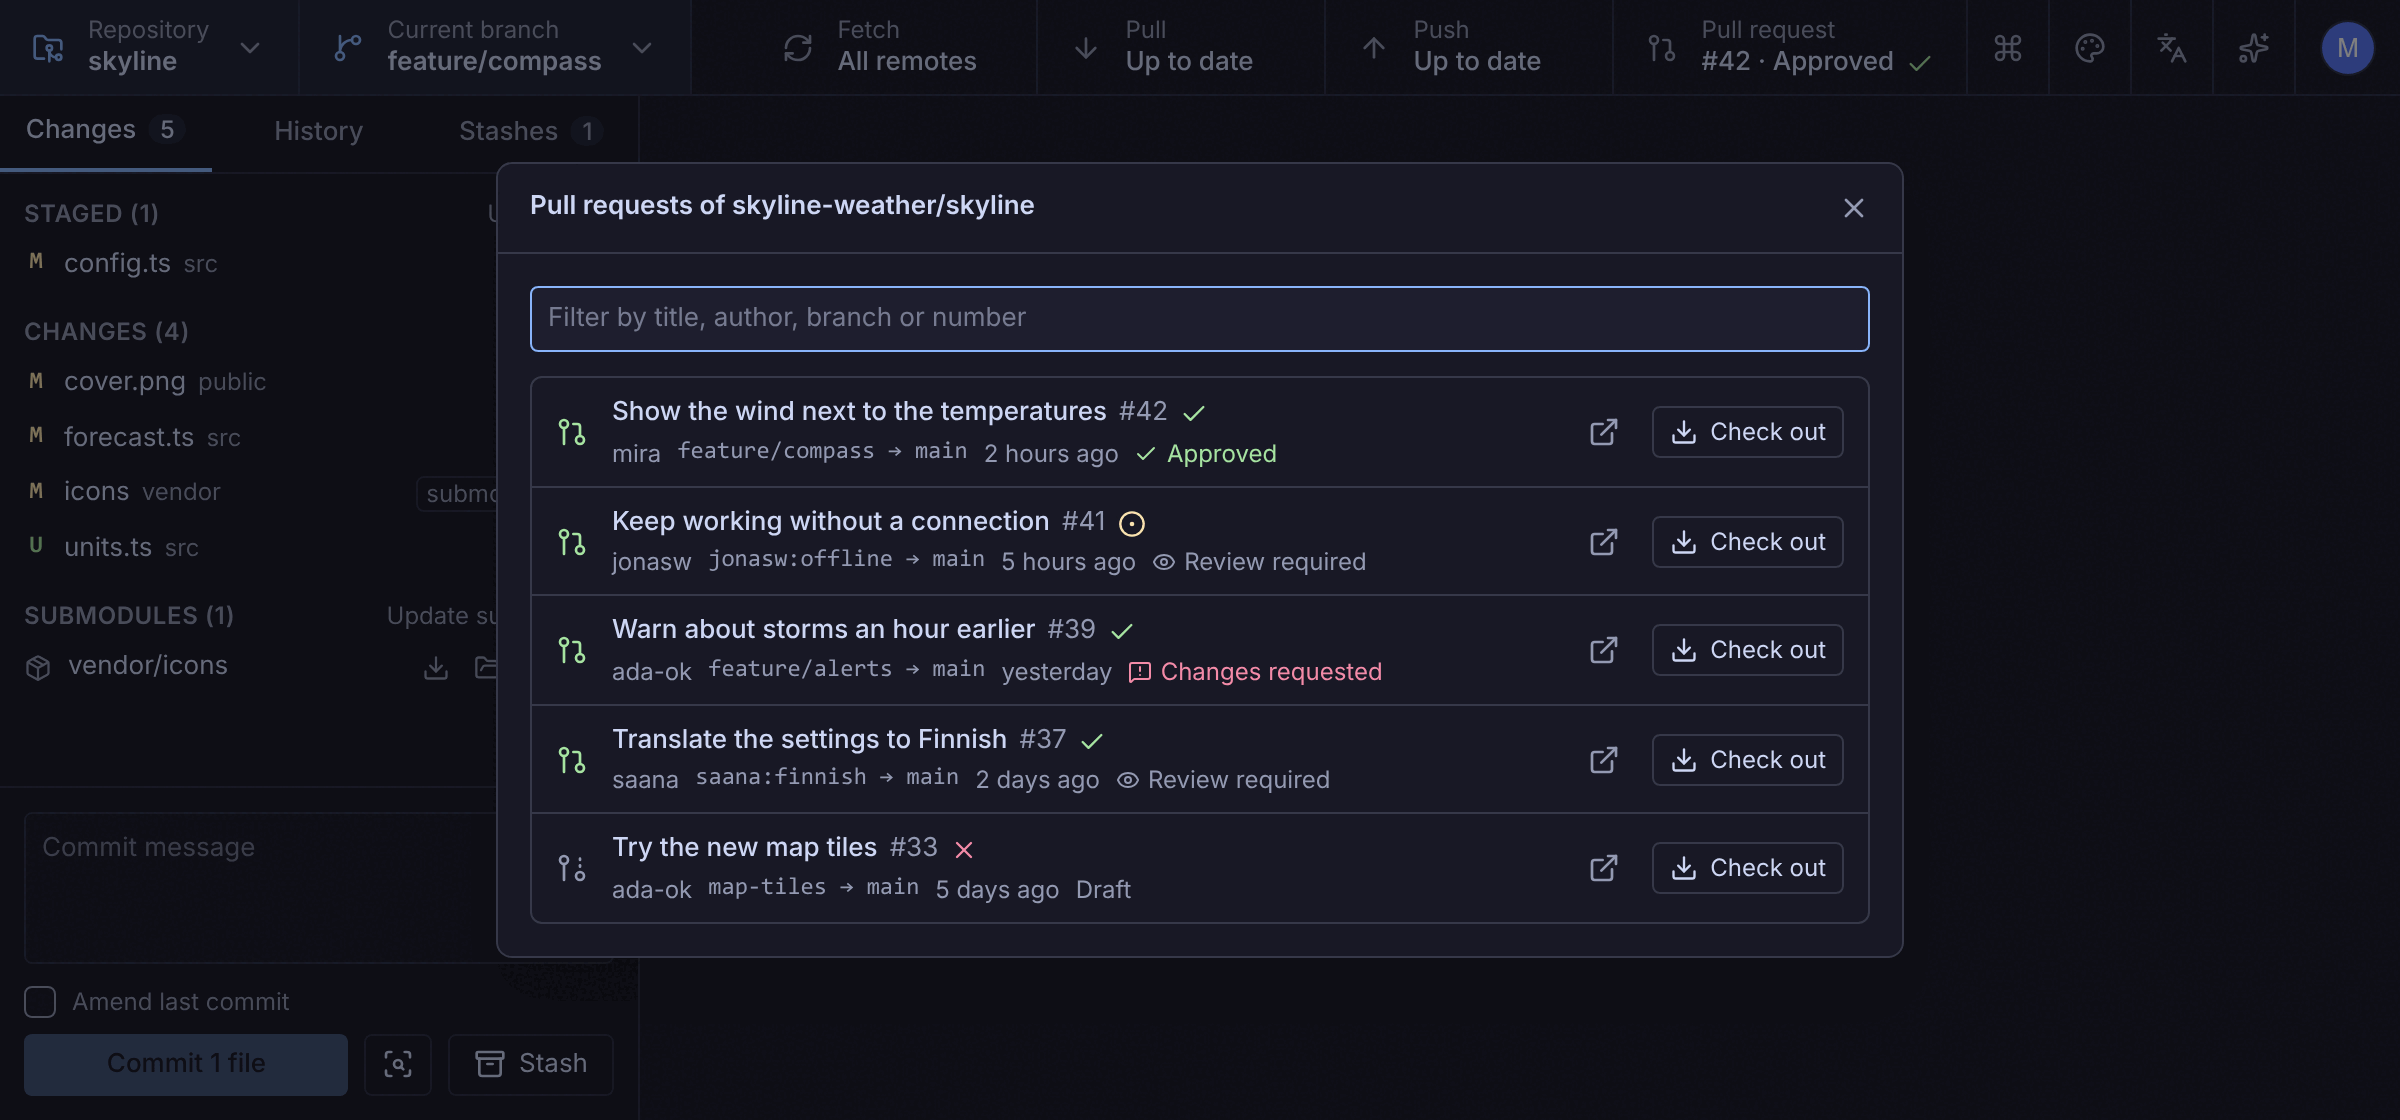 Repository
skyline
Current branch
feature/compass
Fetch
All remotes
Pull
Up to date
Push
Up to date
Pull request
#42 · Approved
M
Changes 5
History
Stashes 1
STAGED (1)
M config.ts src
CHANGES (4)
M cover.png public
M forecast.ts src
M icons vendor
U units.ts src
SUBMODULES (1)
Update
vendor/icons
Commit message
Amend last commit
Commit 1 file
Stash
Pull requests of skyline-weather/skyline
Filter by title, author, branch or number
Show the wind next to the temperatures #42
mira feature/compass → main 2 hours ago Approved
Check out
Keep working without a connection #41
jonasw jonasw:offline → main 5 hours ago Review required
Check out
Warn about storms an hour earlier #39
ada-ok feature/alerts → main yesterday Changes requested
Check out
Translate the settings to Finnish #37
saana saana:finnish → main 2 days ago Review required
Check out
Try the new map tiles #33
ada-ok map-tiles → main 5 days ago Draft
Check out